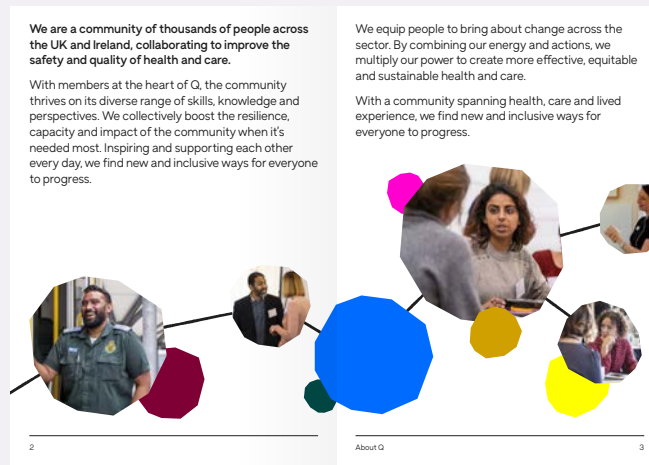 We are a community of thousands of people across
the UK and Ireland, collaborating to improve the
safety and quality of health and care.
With members at the heart of Q, the community
thrives on its diverse range of skills, knowledge and
perspectives. We collectively boost the resilience,
capacity and impact of the community when it's
needed most. Inspiring and supporting each other
every day, we find new and inclusive ways for everyone
to progress.
2
We equip people to bring about change across the
sector. By combining our energy and actions, we
multiply our power to create more effective, equitable
and sustainable health and care.
With a community spanning health, care and lived
experience, we find new and inclusive ways for
everyone to progress.
About Q
3